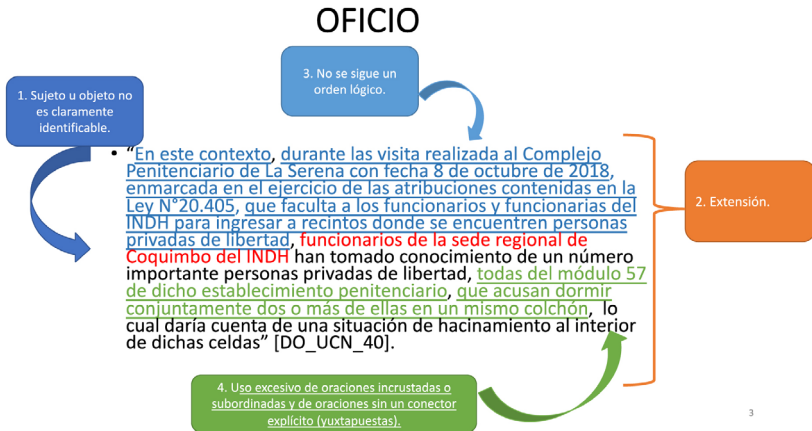 OFICIO
3. No se sigue un
orden lógico.
1. Sujeto u objeto no
es claramente
identificable.
• “En este contexto, durante las visita realizada al Complejo
Penitenciario de La Serena con fecha 8 de octubre de 2018,
enmarcada en el ejercicio de las atribuciones contenidas en la
Ley N°20.405, que faculta a los funcionarios y funcionarias del
INDH para ingresar a recintos donde se encuentren personas
privadas de libertad, funcionarios de la sede regional de
Coquimbo del INDH han tomado conocimiento de un número
importante personas privadas de libertad, todas del módulo 57
de dicho establecimiento penitenciario, que acusan dormir
conjuntamente dos o más de ellas en un mismo colchón, lo
cual daría cuenta de una situación de hacinamiento al interior
de dichas celdas” [DO_UCN_40].
2. Extensión.
4. Uso excesivo de oraciones incrustadas o
subordinadas y de oraciones sin un conector
explícito (yuxtapuestas).
3